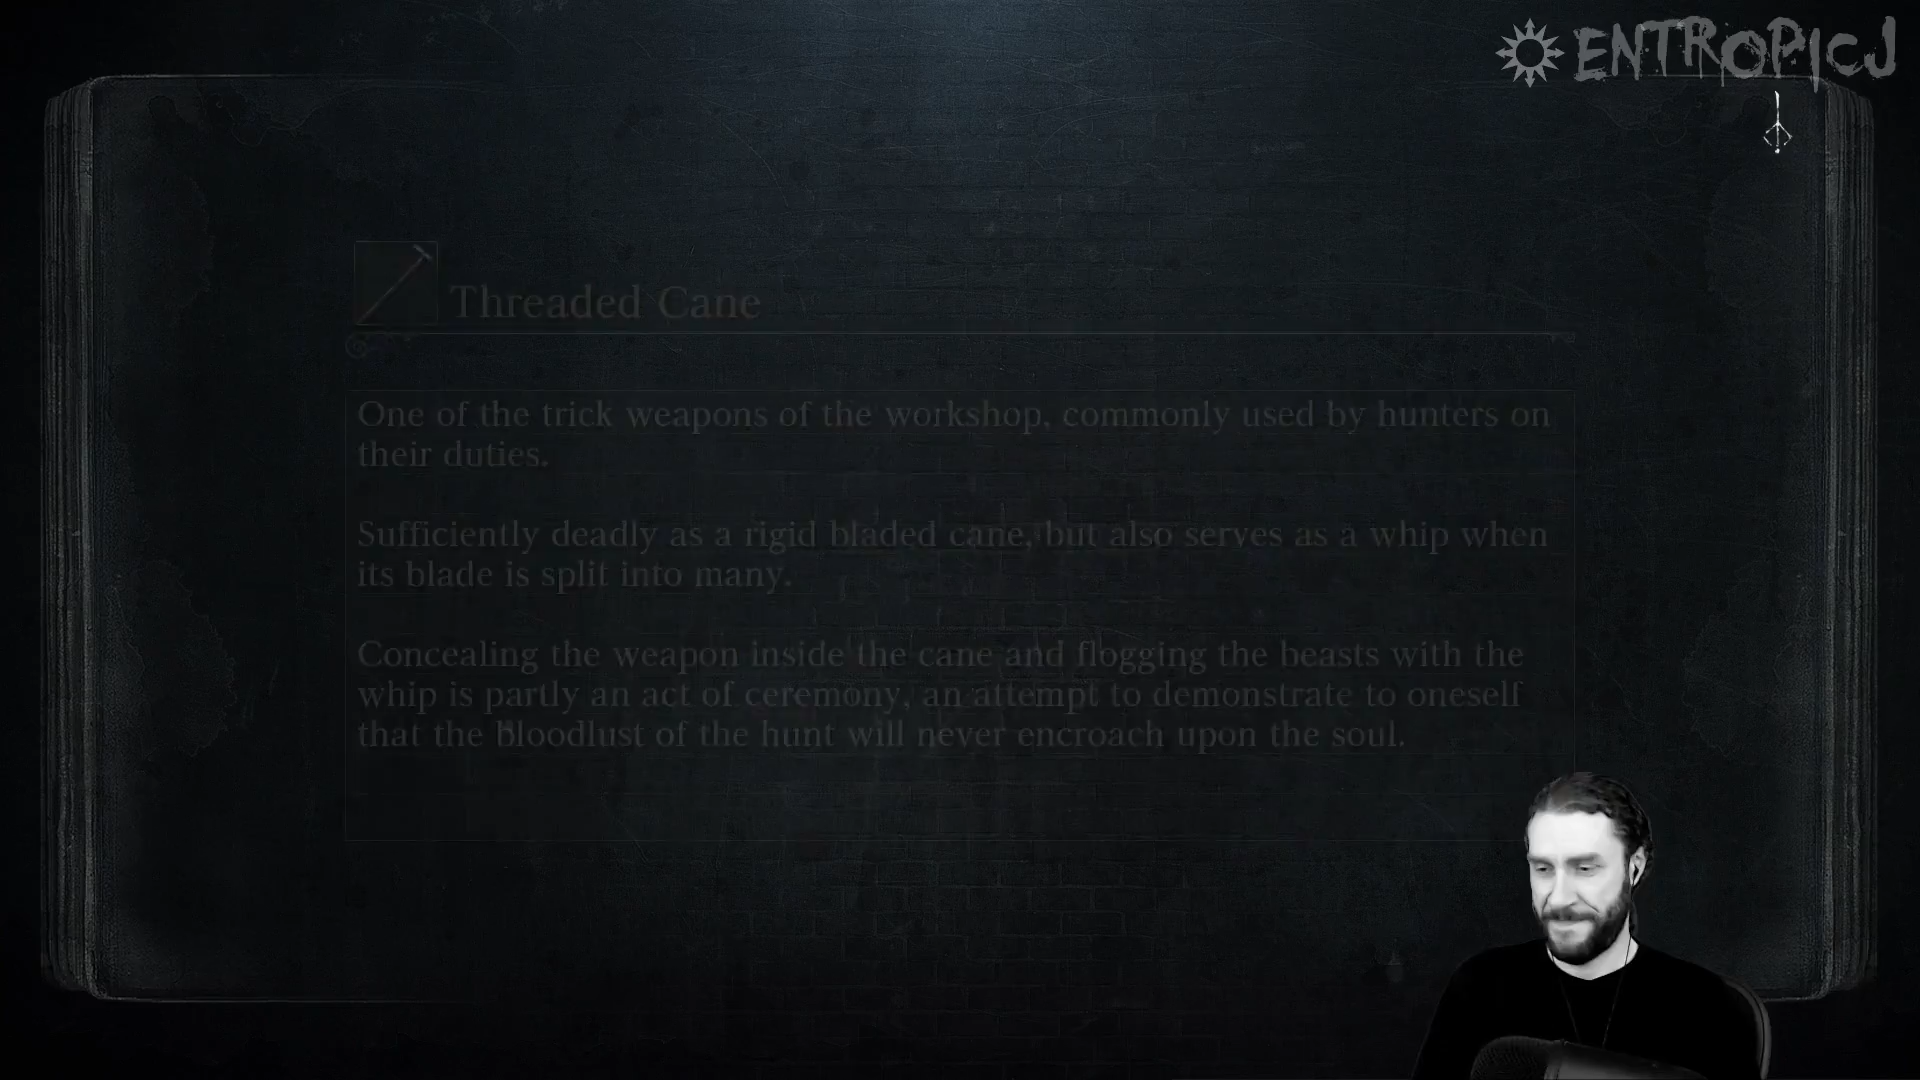 ENTROPICJ
Threaded Cane
One of the trick weapons of the workshop, commonly used by hunters on
their duties.
Sufficiently deadly as a rigid bladed cane, but also serves as a whip when
its blade is split into many.
Concealing the weapon inside the cane and flogging the beasts with the
whip is partly an act of ceremony, an attempt to demonstrate to oneself
that the bloodlust of the hunt will never encroach upon the soul.